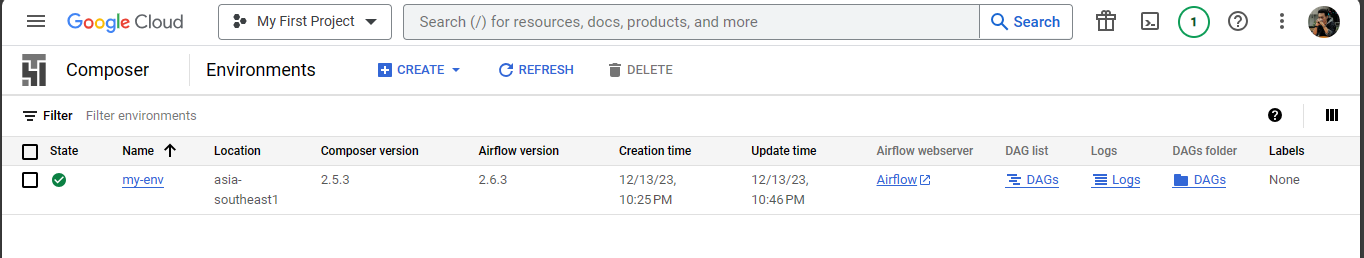 Google Cloud My First Project Search (/) for resources, docs, products, and more Search 1
Composer Environments CREATE REFRESH DELETE
Filter Filter environments
State Name Location Composer version Airflow version Creation time Update time Airflow webserver DAG list Logs DAGs folder Labels
my-env asia- 2.5.3 2.6.3 12/13/23, 12/13/23, Airflow DAGs Logs DAGs None
southeast1 10:25 PM 10:46 PM